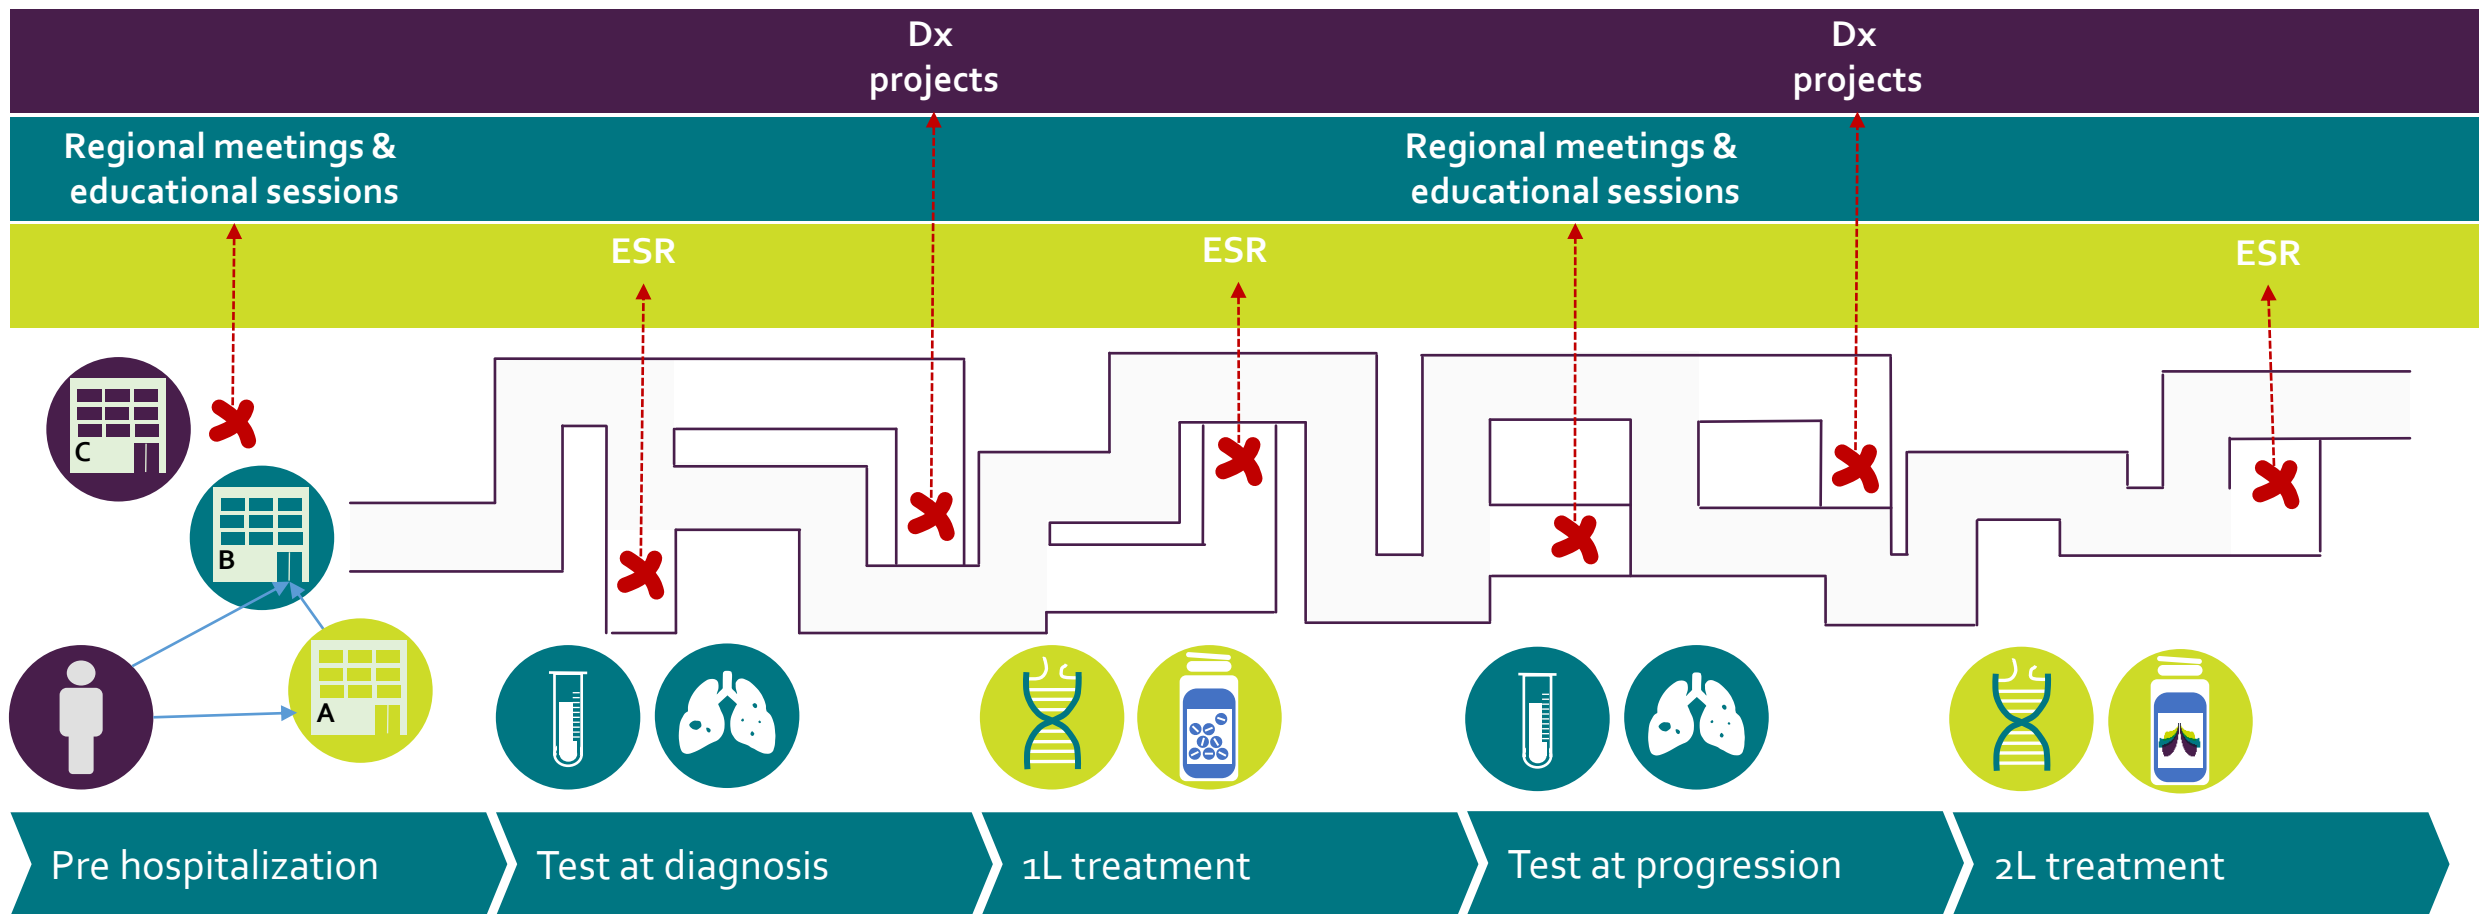 Dx
projects
Dx
projects
Regional meetings &
educational sessions
Regional meetings &
educational sessions
ESR
ESR
ESR
C
B
A
Pre hospitalization
Test at diagnosis
1L treatment
Test at progression
2L treatment